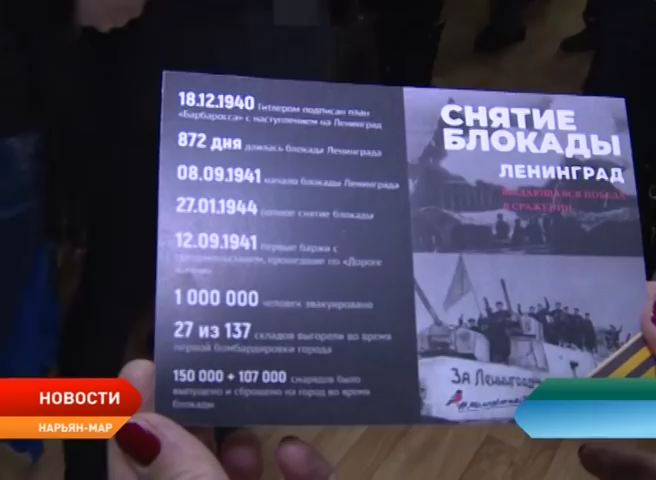 18.12.1940 Гитлером подписан план
«Барбаросса» с наступлением на Ленинград
872 дня длилась блокада Ленинграда
08.09.1941 начало блокады Ленинграда
27.01.1944 полное снятие блокады
12.09.1941 первые баржи с
прошедшие по «Дороге
жизни»
1 000 000 человек эвакуировано
27 из 137 складов выгорели во время
первой бомбардировки города
150 000 + 107 000 снарядов было
выпущено и сброшено на город во время
блокады
СНЯТИЕ
БЛОКАДЫ
ЛЕНИНГРАД
ВЫДАЮЩАЯСЯ ПОБЕДА
В СРАЖЕНИИ
ЗА Ленинград
НОВОСТИ
НАРЬЯН-МАР